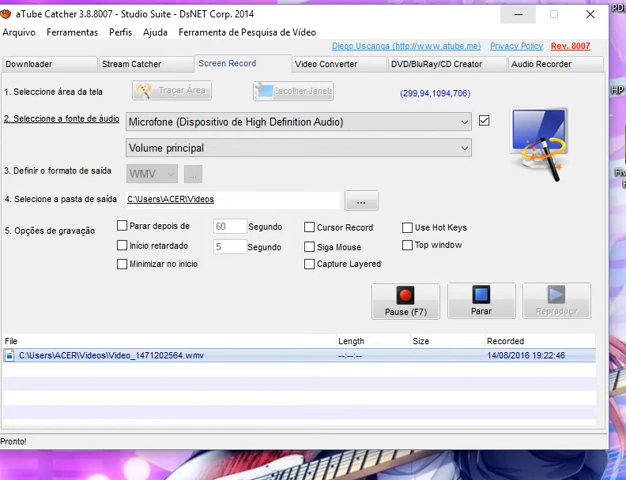 aTube Catcher 3.8.8007 - Studio Suite - DsNET Corp. 2014
Arquivo Ferramentas Perfis Ajuda Ferramenta de Pesquisa de Vídeo
Diego Uscanga (http://www.atube.me) Privacy Policy Rev. 8007
Downloader Stream Catcher Screen Record Video Converter DVD/BluRay/CD Creator Audio Recorder
1. Seleccione área da tela Traçar Área Escolher Janel (299,94,1094,706)
2. Seleccione a fonte de áudio Microfone (Dispositivo de High Definition Audio)
Volume principal
3. Definir o formato de saída WMV ...
4. Selecione a pasta de saída C:\Users\ACER\Videos ...
5. Opções de gravação Parar depois de 60 Segundo Cursor Record Use Hot Keys
Início retardado 5 Segundo Siga Mouse Top window
Minimizar no inicio Capture Layered
Pause (F7) Parar Reproduçir
File Length Size Recorded
C:\Users\ACER\Videos\Video_1471202564.wmv --:--:-- 14/08/2016 19:22:46
Pronto!
HP